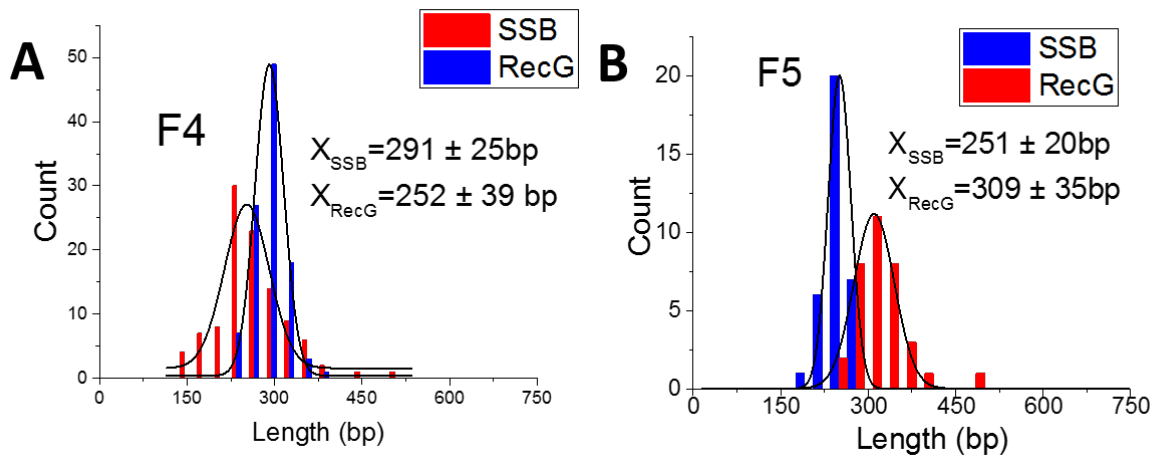 A
SSB
RecG
F4
X_SSB=291 ± 25bp
X_RecG=252 ± 39 bp
Count
50
40
30
20
10
0
0 150 300 450 600 750
Length (bp)
B
SSB
RecG
F5
X_SSB=251 ± 20bp
X_RecG=309 ± 35bp
Count
20
15
10
5
0
0 150 300 450 600 750
Length (bp)